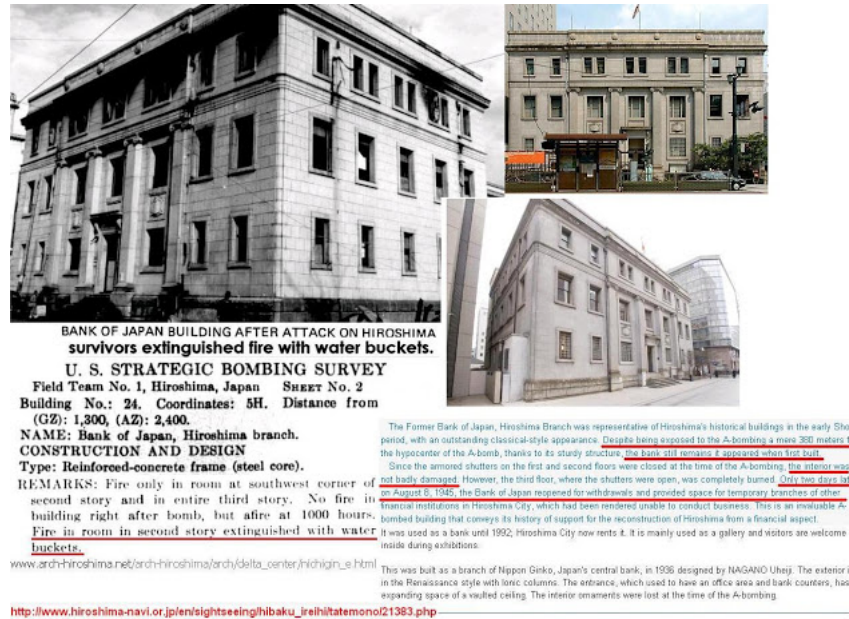 BANK OF JAPAN BUILDING AFTER ATTACK ON HIROSHIMA
survivors extinguished fire with water buckets.
U. S. STRATEGIC BOMBING SURVEY
Field Team No. 1, Hiroshima, Japan SHEET No. 2
Building No.: 24. Coordinates: 5H. Distance from
(GZ): 1,300, (AZ): 2,400.
NAME: Bank of Japan, Hiroshima branch.
CONSTRUCTION AND DESIGN
Type: Reinforced-concrete frame (steel core).
REMARKS: Fire only in room at southwest corner of
second story and in entire third story. No fire in
building right after bomb, but afire at 1000 hours.
Fire in room in second story extinguished with water
buckets.
www.arch-hiroshima.net/arch-hiroshima/arch/delta_center/nichigin_e.html
The Former Bank of Japan, Hiroshima Branch was representative of Hiroshima's historical buildings in the early Sho
period, with an outstanding classical-style appearance. Despite being exposed to the A-bombing a mere 380 meters f
the hypocenter of the A-bomb, thanks to its sturdy structure, the bank still remains it appeared when first built.
Since the armored shutters on the first and second floors were closed at the time of the A-bombing, the interior was
not badly damaged. However, the third floor, where the shutters were open, was completely burned. Only two days lat
on August 8, 1945, the Bank of Japan reopened for withdrawals and provided space for temporary branches of other
financial institutions in Hiroshima City, which had been rendered unable to conduct business. This is an invaluable A-
bombed building that conveys its history of support for the reconstruction of Hiroshima from a financial aspect.
It was used as a bank until 1992; Hiroshima City now rents it. It is mainly used as a gallery and visitors are welcome
inside during exhibitions.
This was built as a branch of Nippon Ginko, Japan's central bank, in 1936 designed by NAGANO Uheiji. The exterior i
in the Renaissance style with Ionic columns. The entrance, which used to have an office area and bank counters, has
expanding space of a vaulted ceiling. The interior ornaments were lost at the time of the A-bombing.
http://www.hiroshima-navi.or.jp/en/sightseeing/hibaku_ireihi/tatemono/21383.php